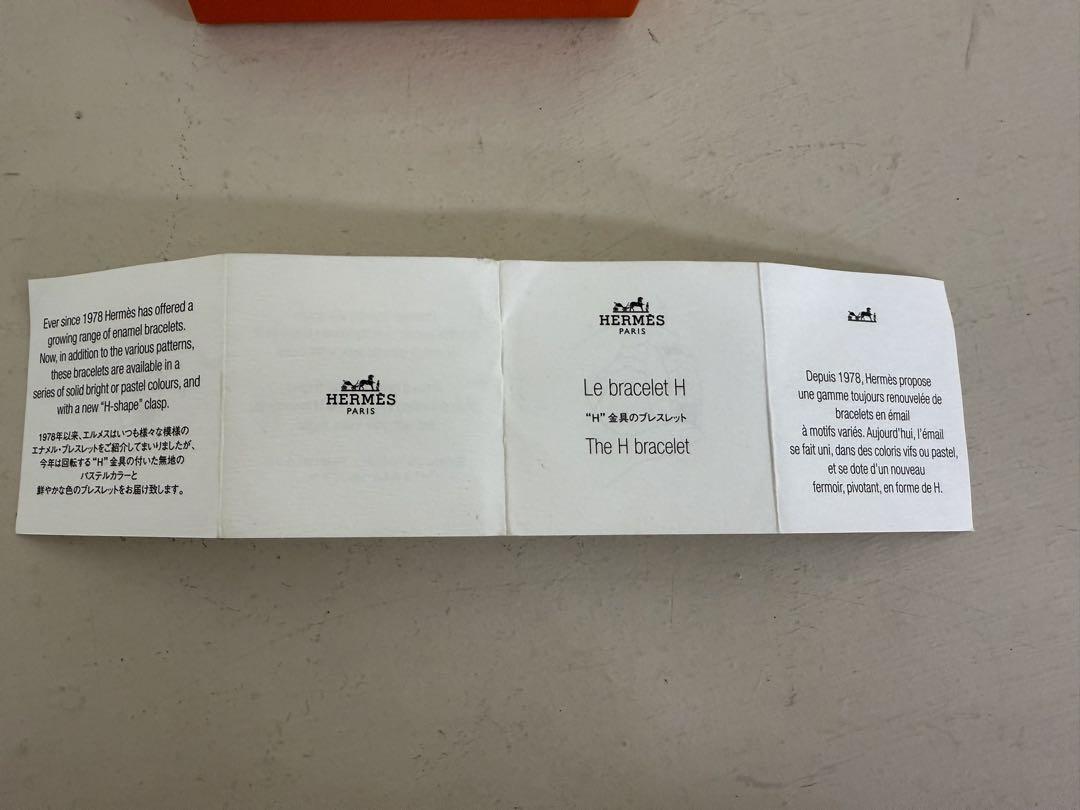 Ever since 1978 Hermès has offered a
growing range of enamel bracelets.
Now, in addition to the various patterns,
these bracelets are available in a
series of solid bright or pastel colours, and
with a new “H-shape” clasp.
1978年以来、エルメスはいつも様々な模様の
エナメル・ブレスレットをご紹介してまいりましたが、
今年は回転する“H”金具の付いた無地の
パステルカラーと
鮮やかな色のブレスレットをお届け致します。
HERMÈS
PARIS
HERMÈS
PARIS
Le bracelet H
“H”金具のブレスレット
The H bracelet
Depuis 1978, Hermès propose
une gamme toujours renouvelée de
bracelets en émail
à motifs variés. Aujourd'hui, l'émail
se fait uni, dans des coloris vifs ou pastel,
et se dote d'un nouveau
fermoir, pivotant, en forme de H.